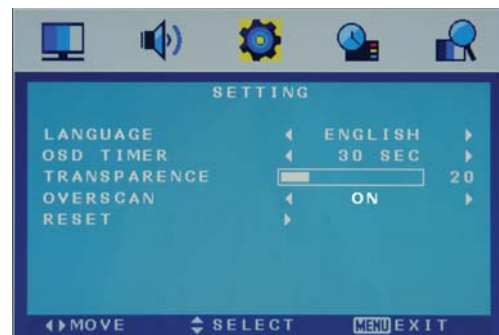 SETTING
LANGUAGE ENGLISH
OSD TIMER 30 SEC
TRANSPARENCE 20
OVERSCAN ON
RESET
MOVE SELECT MENU EXIT